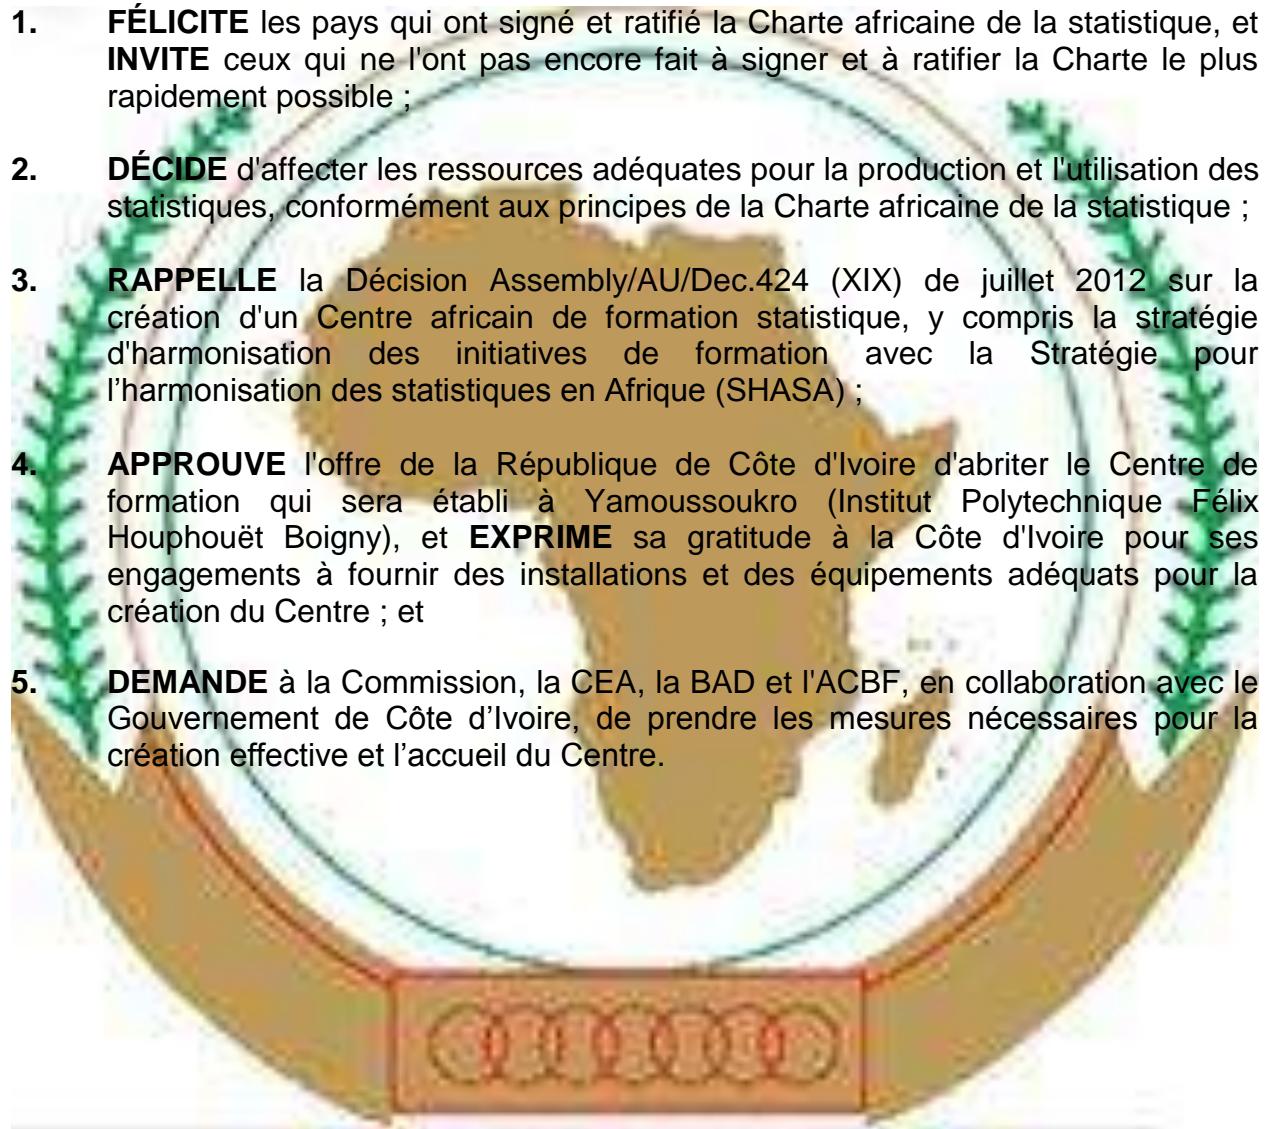 1. FÉLICITE les pays qui ont signé et ratifié la Charte africaine de la statistique, et
INVITE ceux qui ne l'ont pas encore fait à signer et à ratifier la Charte le plus
rapidement possible ;
2. DÉCIDE d'affecter les ressources adéquates pour la production et l'utilisation des
statistiques, conformément aux principes de la Charte africaine de la statistique ;
3. RAPPELLE la Décision Assembly/AU/Dec.424 (XIX) de juillet 2012 sur la
création d'un Centre africain de formation statistique, y compris la stratégie
d'harmonisation des initiatives de formation avec la Stratégie pour
l’harmonisation des statistiques en Afrique (SHASA) ;
4. APPROUVE l'offre de la République de Côte d'Ivoire d'abriter le Centre de
formation qui sera établi à Yamoussoukro (Institut Polytechnique Félix
Houphouët Boigny), et EXPRIME sa gratitude à la Côte d'Ivoire pour ses
engagements à fournir des installations et des équipements adéquats pour la
création du Centre ; et
5. DEMANDE à la Commission, la CEA, la BAD et l'ACBF, en collaboration avec le
Gouvernement de Côte d’Ivoire, de prendre les mesures nécessaires pour la
création effective et l’accueil du Centre.